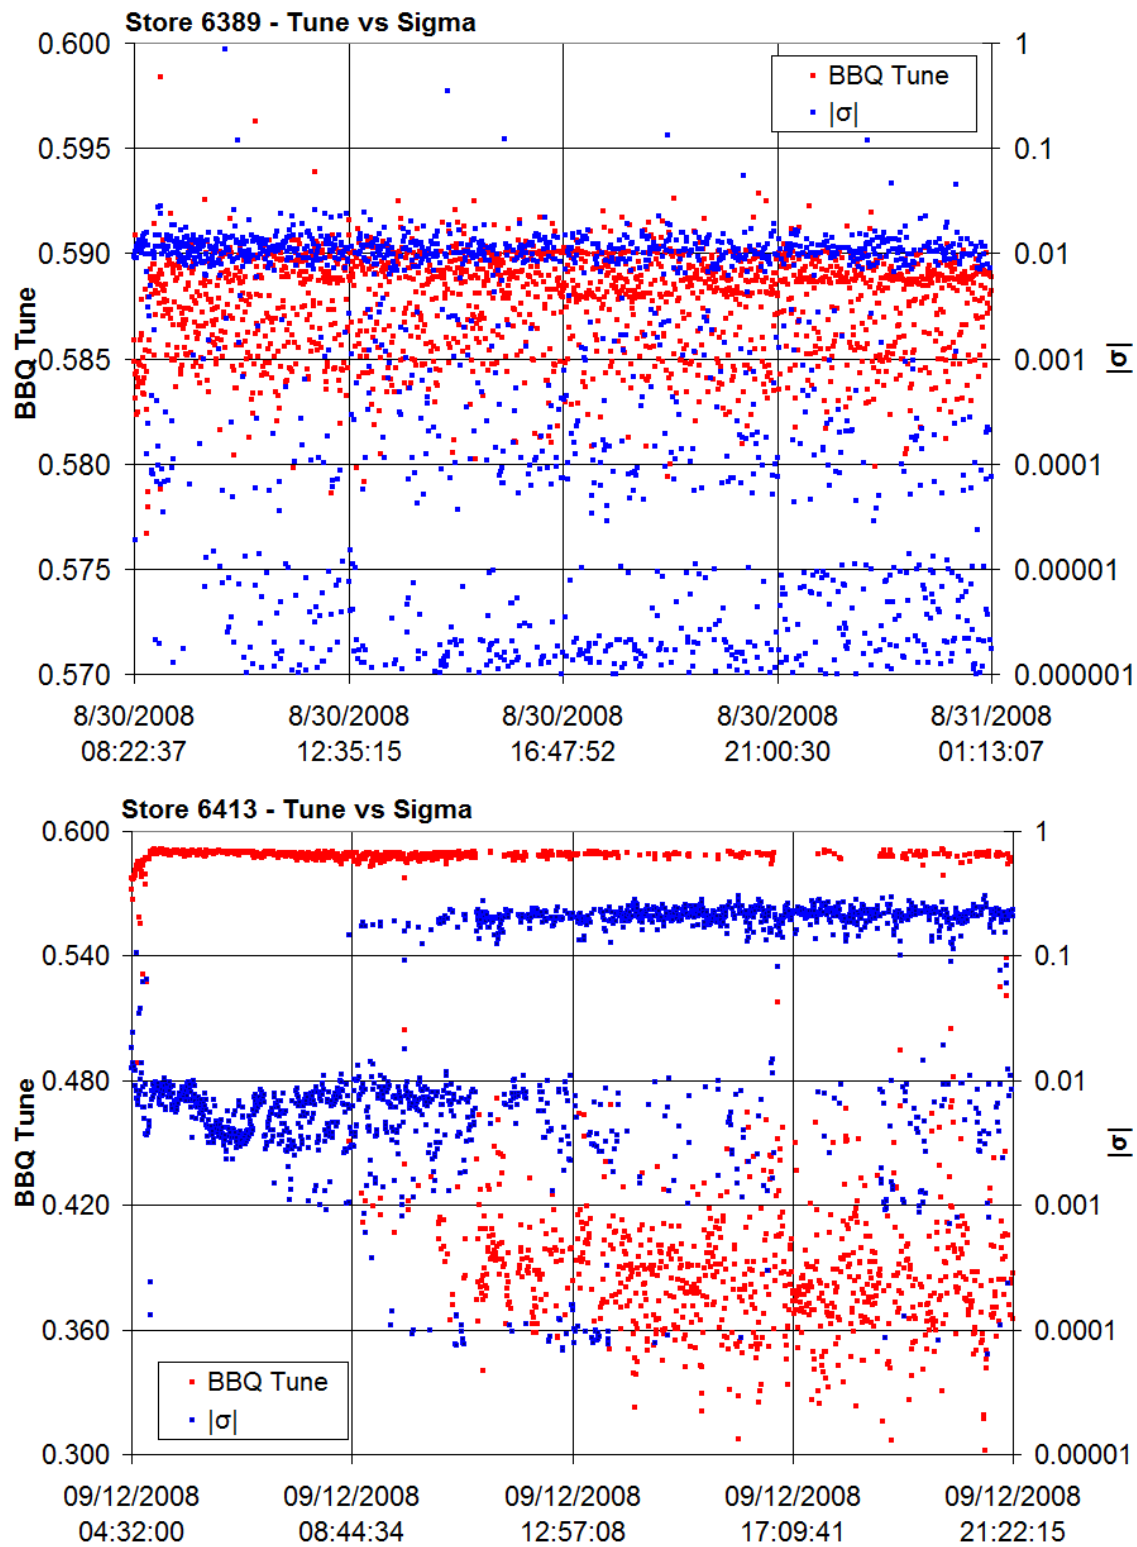 Store 6389 - Tune vs Sigma
BBQ Tune
|σ|
0.600
0.595
0.590
0.585
0.580
0.575
0.570
BBQ Tune
1
0.1
0.01
0.001
0.0001
0.00001
0.000001
|σ|
8/30/2008 8/30/2008 8/30/2008 8/30/2008 8/31/2008
08:22:37 12:35:15 16:47:52 21:00:30 01:13:07
Store 6413 - Tune vs Sigma
0.600
0.540
0.480
0.420
0.360
0.300
BBQ Tune
1
0.1
0.01
0.001
0.0001
0.00001
|σ|
BBQ Tune
|σ|
09/12/2008 09/12/2008 09/12/2008 09/12/2008 09/12/2008
04:32:00 08:44:34 12:57:08 17:09:41 21:22:15